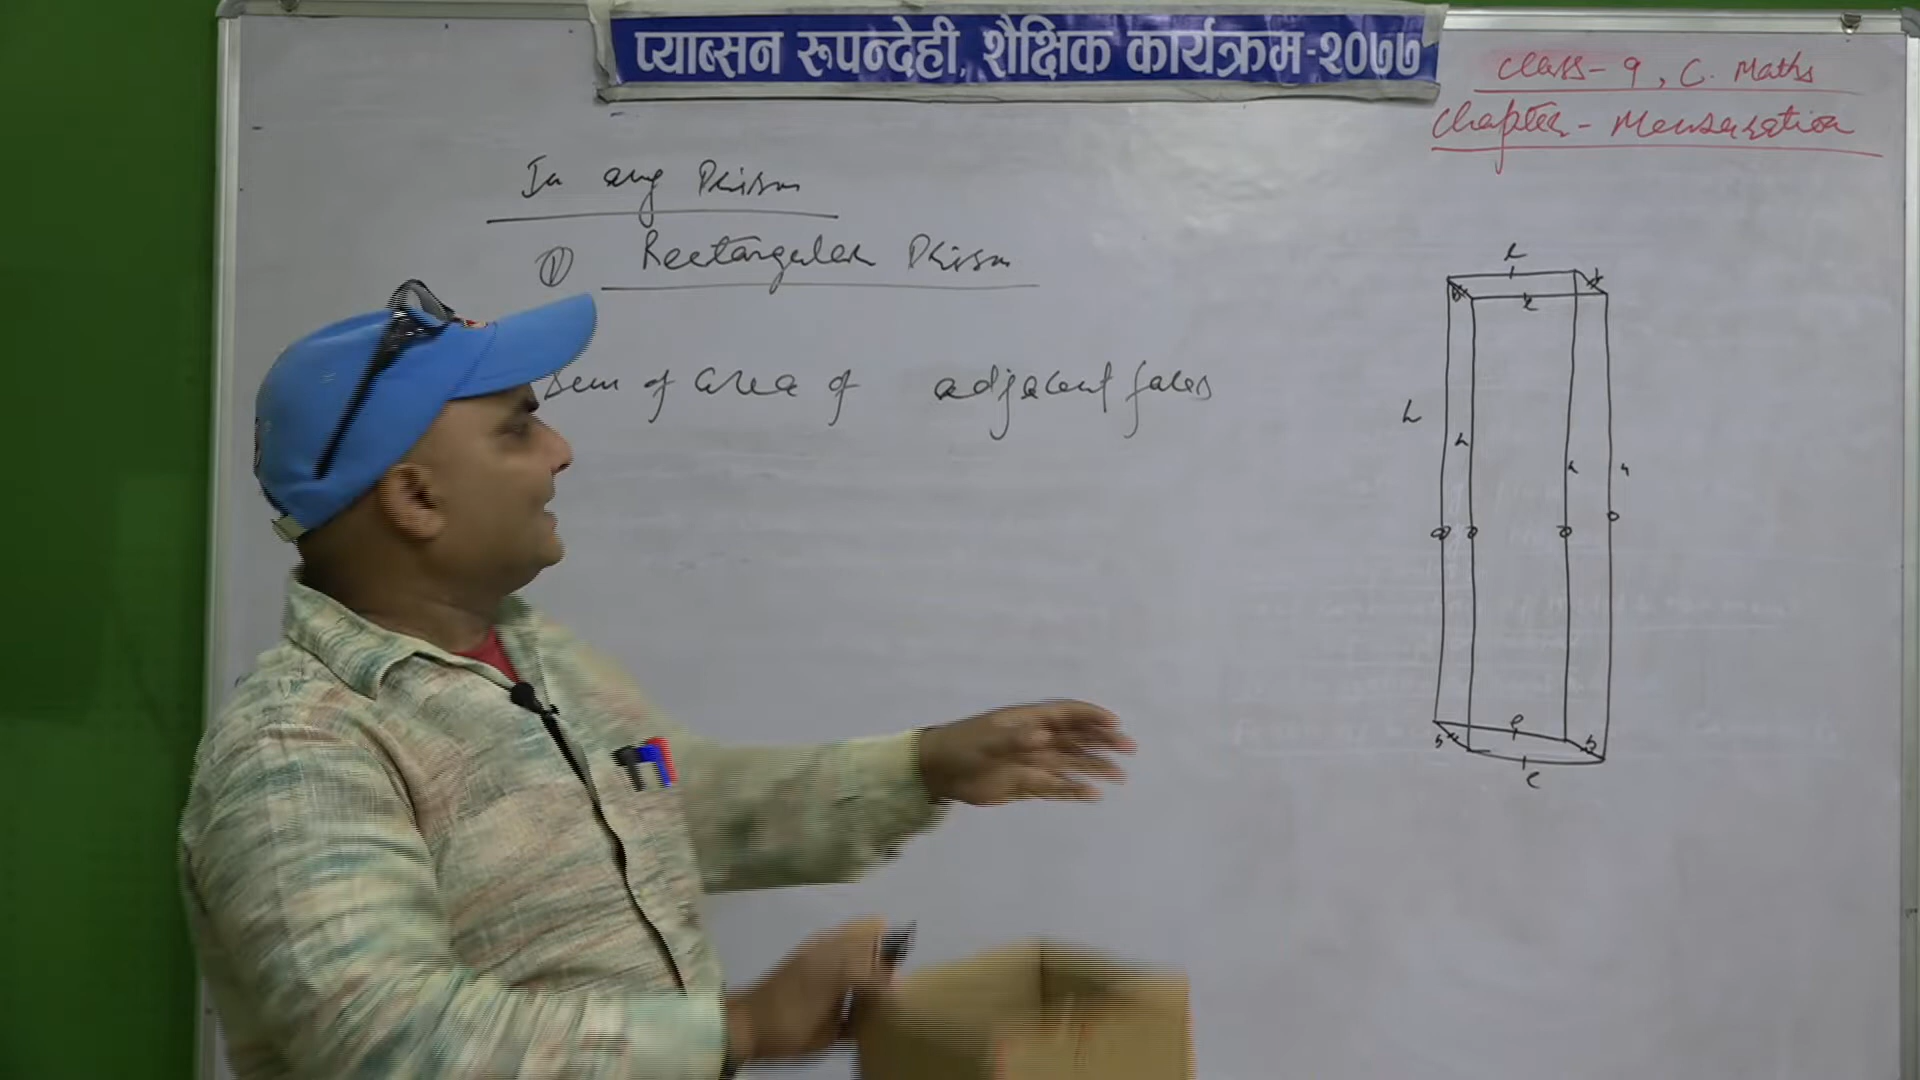 प्याब्सन रुपन्देही, शैक्षिक कार्यक्रम-२०७७
Class - 9, C. Maths
Chapter - Mensuration
In any Prism
① Rectangular Prism
Sum of area of adjacent faces
l
b
b
l
h
h
h
h
l
b
b
l